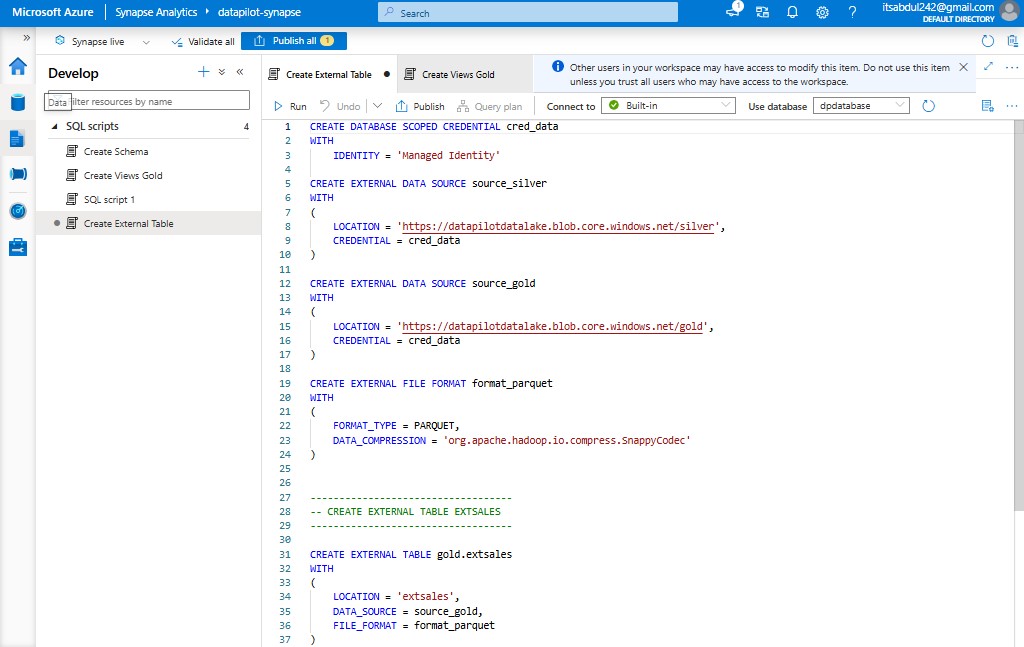 Microsoft Azure Synapse Analytics datapilot-synapse Search 1 ? itsabdul242@gmail.com
DEFAULT DIRECTORY
» Synapse live Validate all Publish all 1
Develop + «
Data ilter resources by name
SQL scripts 4
Create Schema
Create Views Gold
SQL script 1
Create External Table
Create External Table ● Create Views Gold
Other users in your workspace may have access to modify this item. Do not use this item
unless you trust all users who may have access to the workspace.
Run Undo Publish Query plan Connect to Built-in Use database dpdatabase ...
1 CREATE DATABASE SCOPED CREDENTIAL cred_data
2 WITH
3 IDENTITY = 'Managed Identity'
4
5 CREATE EXTERNAL DATA SOURCE source_silver
6 WITH
7 (
8 LOCATION = 'https://datapilotdatalake.blob.core.windows.net/silver',
9 CREDENTIAL = cred_data
10 )
11
12 CREATE EXTERNAL DATA SOURCE source_gold
13 WITH
14 (
15 LOCATION = 'https://datapilotdatalake.blob.core.windows.net/gold',
16 CREDENTIAL = cred_data
17 )
18
19 CREATE EXTERNAL FILE FORMAT format_parquet
20 WITH
21 (
22 FORMAT_TYPE = PARQUET,
23 DATA_COMPRESSION = 'org.apache.hadoop.io.compress.SnappyCodec'
24 )
25
26
27 -----------------------------------
28 -- CREATE EXTERNAL TABLE EXTSALES
29 -----------------------------------
30
31 CREATE EXTERNAL TABLE gold.extsales
32 WITH
33 (
34 LOCATION = 'extsales',
35 DATA_SOURCE = source_gold,
36 FILE_FORMAT = format_parquet
37 )